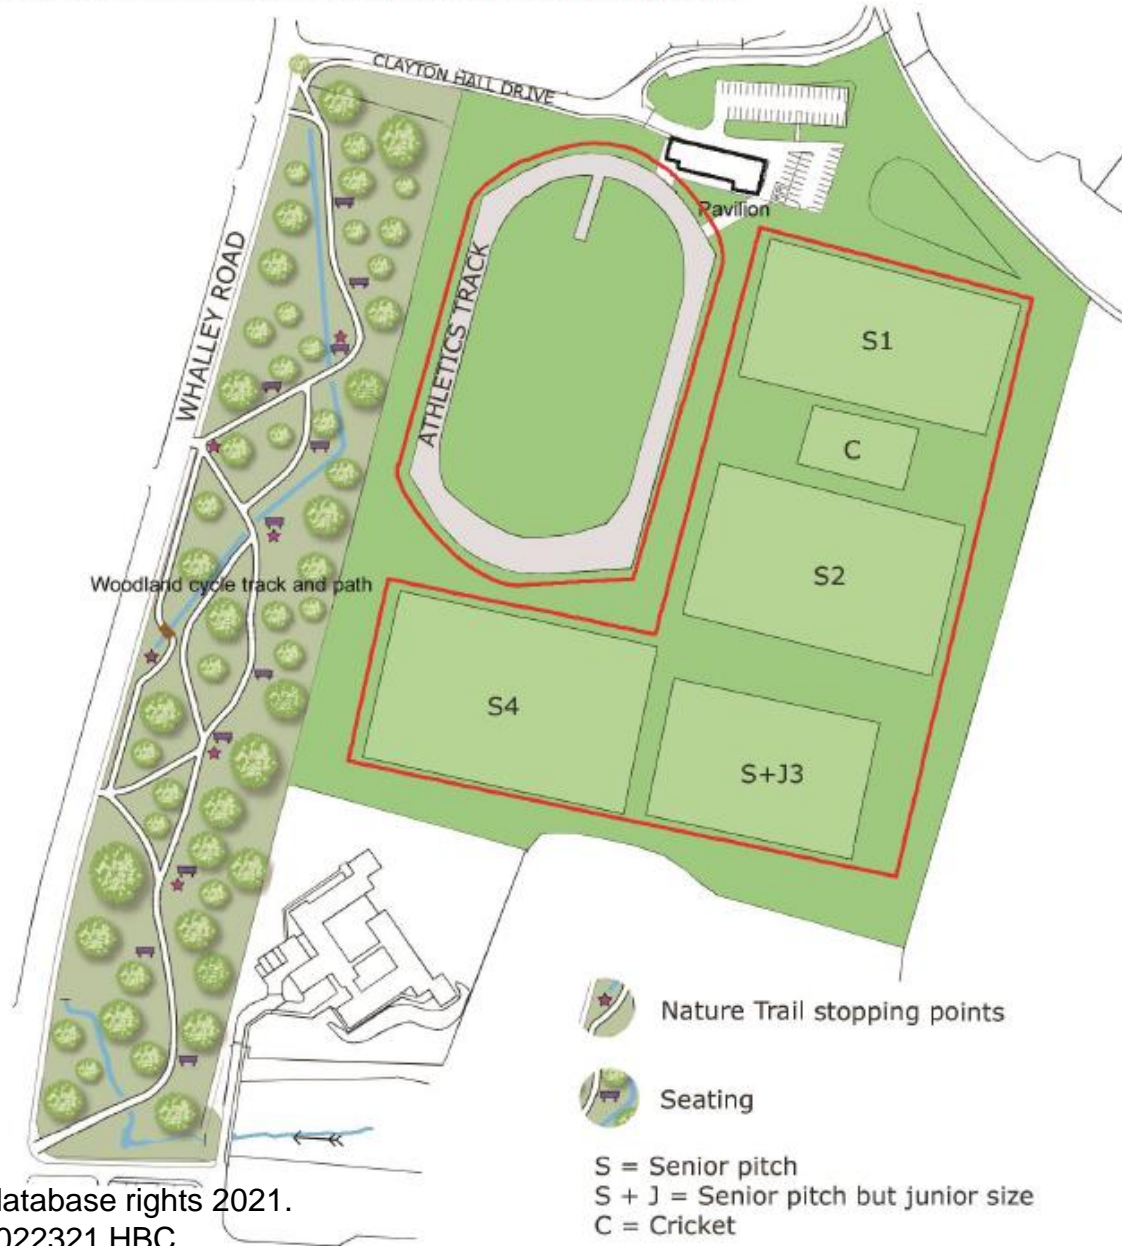 CLAYTON HALL DRIVE
Pavilion
WHALLEY ROAD
ATHLETICS TRACK
S1
C
S2
Woodland cycle track and path
S4
S+J3
Nature Trail stopping points
Seating
S = Senior pitch
S + J = Senior pitch but junior size
C = Cricket
database rights 2021.
022321 HBC